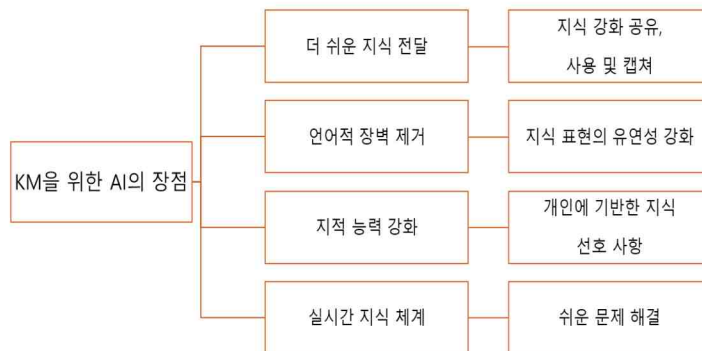 KM을 위한 AI의 장점
더 쉬운 지식 전달
지식 강화 공유,
사용 및 캡쳐
언어적 장벽 제거
지식 표현의 유연성 강화
지적 능력 강화
개인에 기반한 지식
선호 사항
실시간 지식 체계
쉬운 문제 해결